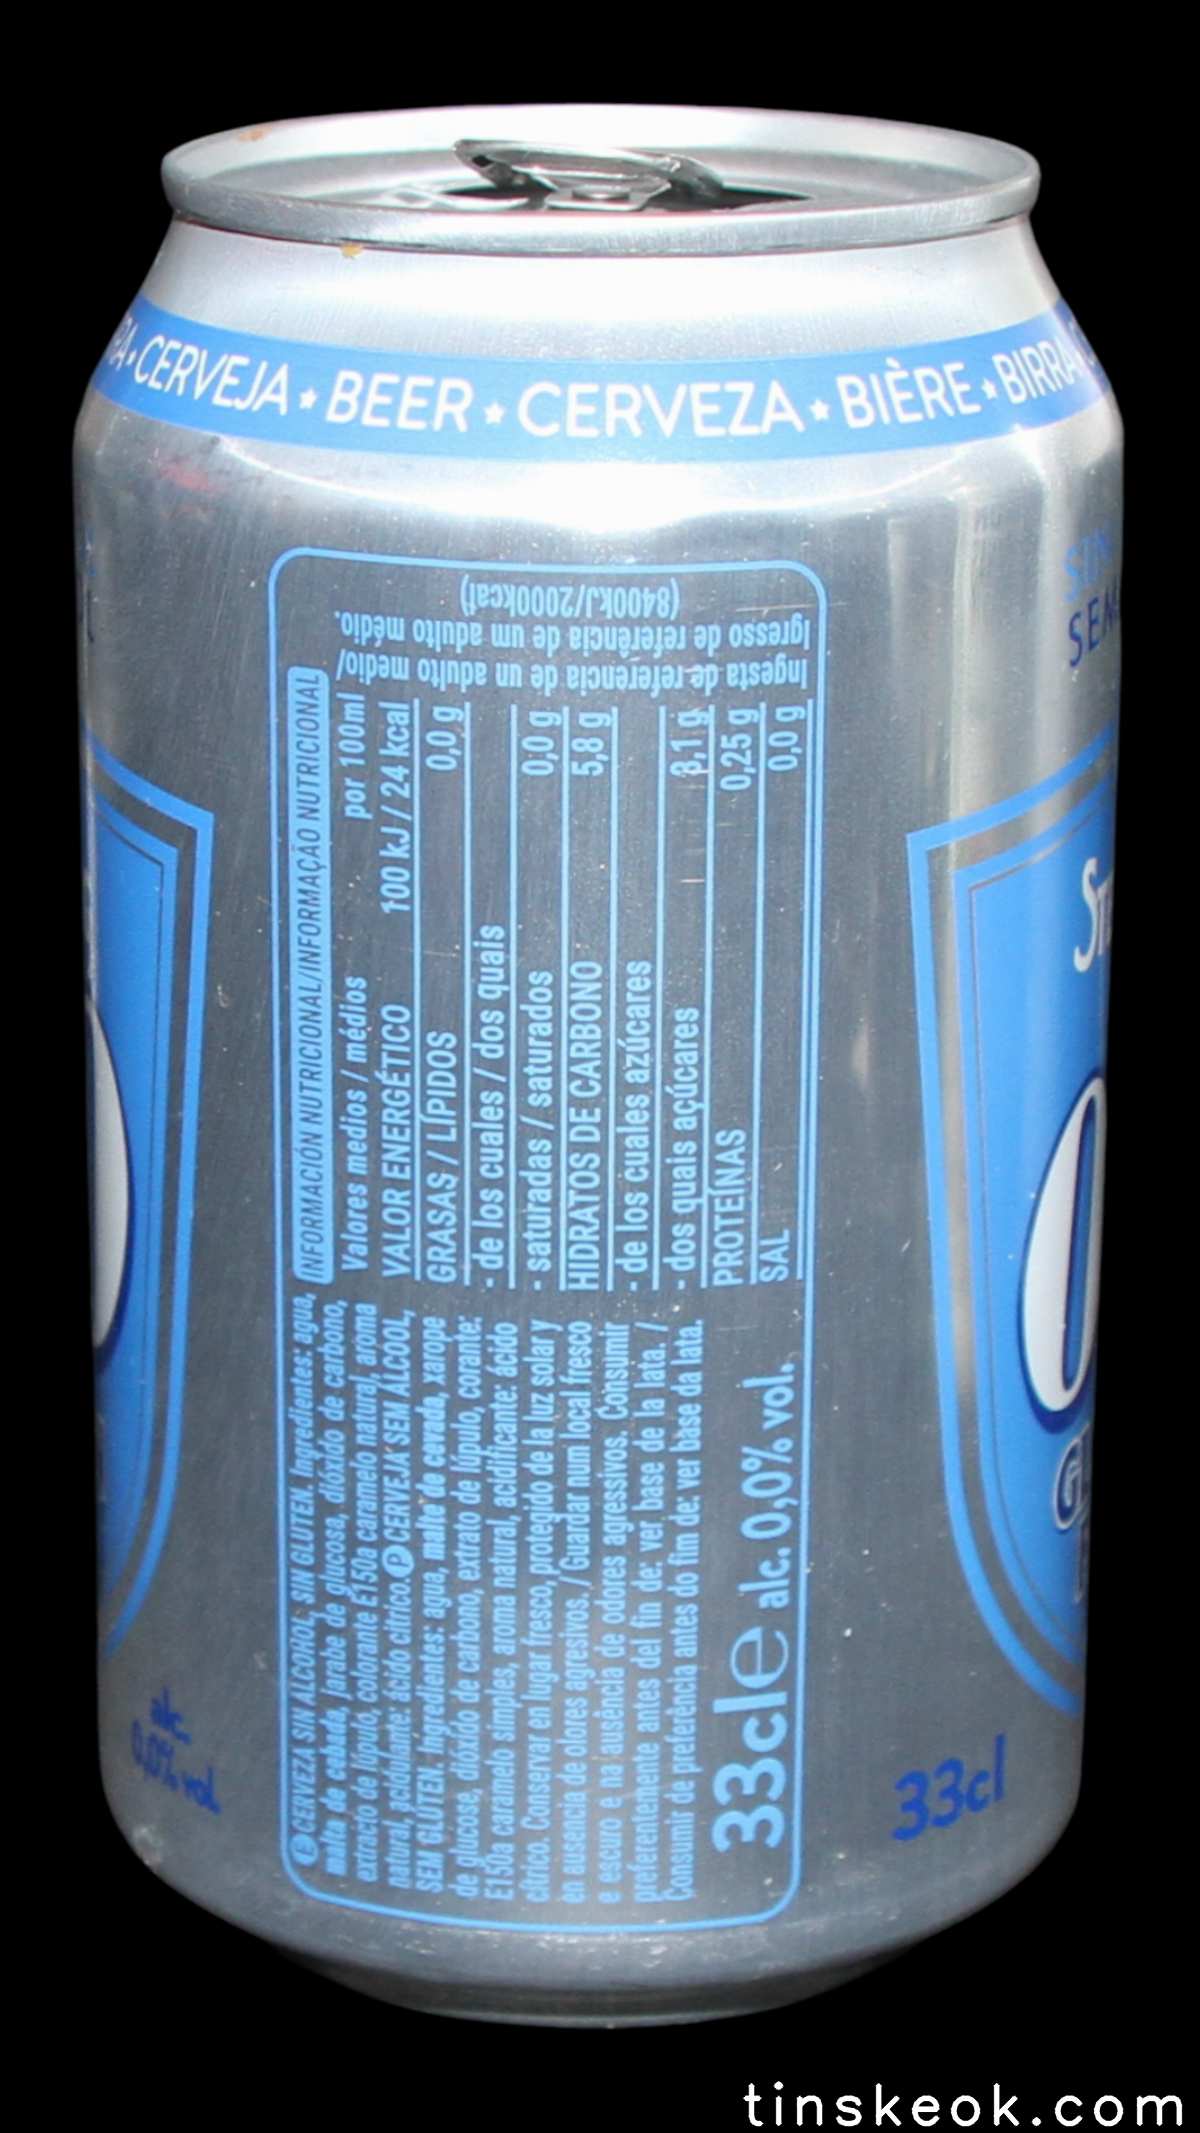 CERVEJA ★ BEER ★ CERVEZA ★ BIÈRE ★ BIRRA
INFORMACIÓN NUTRICIONAL/INFORMAÇÃO NUTRICIONAL
Valores medios / médios por 100ml
VALOR ENERGÉTICO 100 kJ / 24 kcal
GRASAS / LÍPIDOS 0,0 g
- de los cuales / dos quais
- saturadas / saturados 0,0 g
HIDRATOS DE CARBONO 5,8 g
- de los cuales azúcares
- dos quais açúcares 3,1 g
PROTEÍNAS 0,25 g
SAL 0,0 g
Ingesta de referencia de un adulto medio/
Igresso de referência de um adulto médio.
(8400kJ/2000kcal)
E CERVEZA SIN ALCOHOL, SIN GLUTEN. Ingredientes: agua,
malta de cebada, jarabe de glucosa, dióxido de carbono,
extracto de lúpulo, colorante E150a caramelo natural, aroma
natural, acidulante: ácido cítrico. P CERVEJA SEM ÁLCOOL,
SEM GLÚTEN. Ingredientes: agua, malte de cevada, xarope
de glucose, dióxido de carbono, extrato de lúpulo, corante:
E150a caramelo simples, aroma natural, acidificante: ácido
cítrico. Conservar en lugar fresco, protegido de la luz solar y
en ausencia de olores agresivos. / Guardar num local fresco
e escuro e na ausência de odores agressivos. Consumir
preferentemente antes del fin de: ver base de la lata. /
Consumir de preferência antes do fim de: ver base da lata.
33cl e alc. 0,0% vol.
alc.
0,0% vol
SIN
SEM
33cl
tinskeok.com